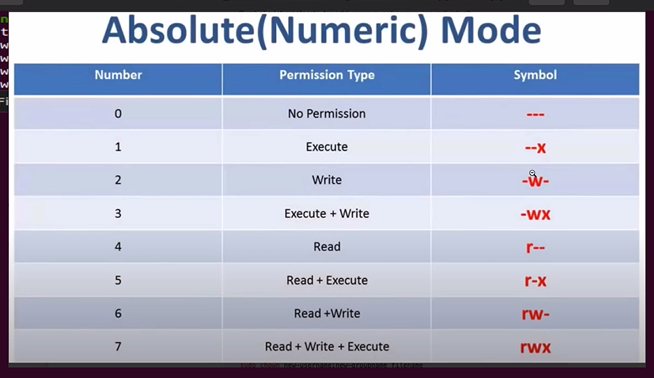 Absolute(Numeric) Mode
Number Permission Type Symbol
0 No Permission ---
1 Execute --x
2 Write -w-
3 Execute + Write -wx
4 Read r--
5 Read + Execute r-x
6 Read +Write rw-
7 Read + Write + Execute rwx